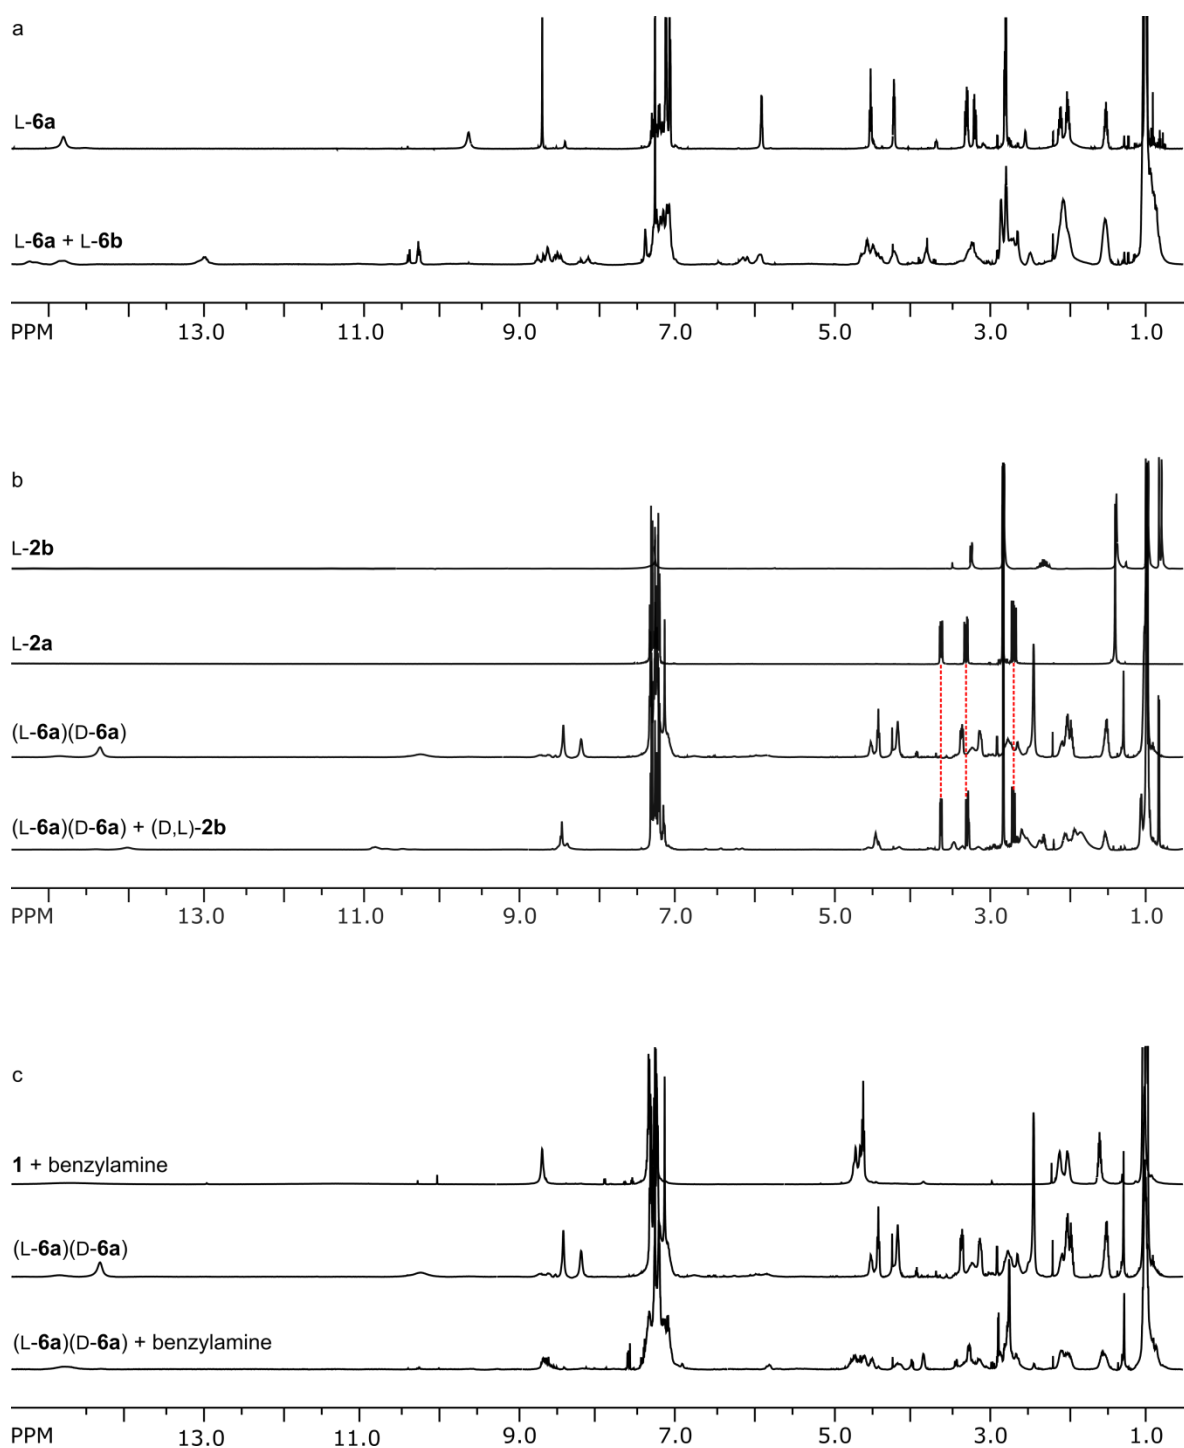 a
L-6a
L-6a + L-6b
PPM 13.0 11.0 9.0 7.0 5.0 3.0 1.0
b
L-2b
L-2a
(L-6a)(D-6a)
(L-6a)(D-6a) + (D,L)-2b
PPM 13.0 11.0 9.0 7.0 5.0 3.0 1.0
c
1 + benzylamine
(L-6a)(D-6a)
(L-6a)(D-6a) + benzylamine
PPM 13.0 11.0 9.0 7.0 5.0 3.0 1.0